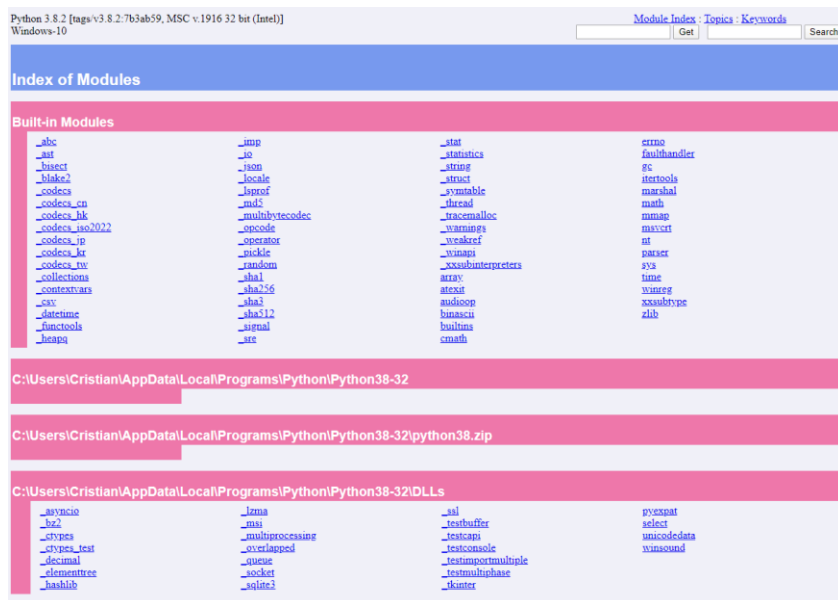 Python 3.8.2 [tags/v3.8.2:7b3ab59, MSC v.1916 32 bit (Intel)]
Windows-10
Module Index : Topics : Keywords
Get Search
Index of Modules
Built-in Modules
_abc _imp _stat errno
_ast _io _statistics faulthandler
_bisect _json _string gc
_blake2 _locale _struct itertools
_codecs _lsprof _symtable marshal
_codecs_cn _md5 _thread math
_codecs_hk _multibytecodec _tracemalloc mmap
_codecs_iso2022 _opcode _warnings msvcrt
_codecs_jp _operator _weakref nt
_codecs_kr _pickle _winapi parser
_codecs_tw _random _xxsubinterpreters sys
_collections _sha1 array time
_contextvars _sha256 atexit winreg
_csv _sha3 audioop xxsubtype
_datetime _sha512 binascii zlib
_functools _signal builtins
_heapq _sre cmath
C:\Users\Cristian\AppData\Local\Programs\Python\Python38-32
C:\Users\Cristian\AppData\Local\Programs\Python\Python38-32\python38.zip
C:\Users\Cristian\AppData\Local\Programs\Python\Python38-32\DLLs
_asyncio _lzma _ssl pyexpat
_bz2 _msi _testbuffer select
_ctypes _multiprocessing _testcapi unicodedata
_ctypes_test _overlapped _testconsole winsound
_decimal _queue _testimportmultiple
_elementtree _socket _testmultiphase
_hashlib _sqlite3 _tkinter